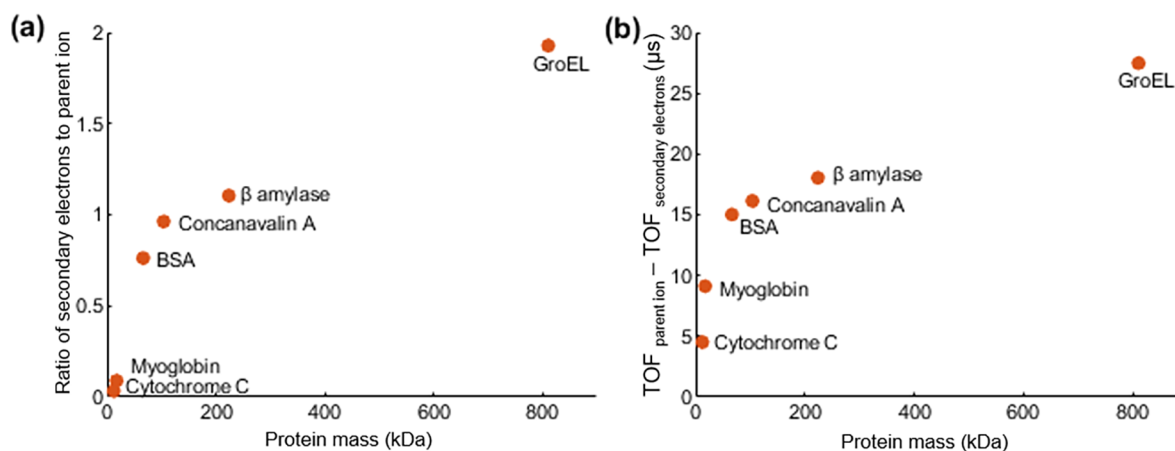 (a)
Ratio of secondary electrons to parent ion
2
1.5
1
0.5
0
GroEL
β amylase
Concanavalin A
BSA
Myoglobin
Cytochrome C
0 200 400 600 800
Protein mass (kDa)
(b)
TOF parent ion – TOF secondary electrons (μs)
30
25
20
15
10
5
0
GroEL
β amylase
Concanavalin A
BSA
Myoglobin
Cytochrome C
0 200 400 600 800
Protein mass (kDa)